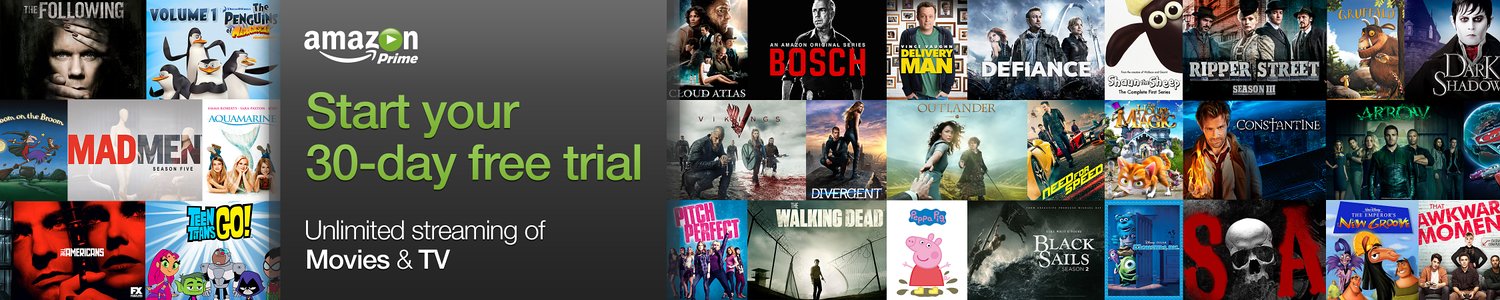 THE FOLLOWING
VOLUME 1
The
PENGUINS
OF
MADAGASCAR
Room on the Broom
MADMEN
SEASON FIVE
AQUAMARINE
THE AMERICANS
FX
TEEN
TITANS
GO!
amazon
Prime
Start your
30-day free trial
Unlimited streaming of
Movies & TV
CLOUD ATLAS
AN AMAZON ORIGINAL SERIES
BOSCH
VINCE VAUGHN
DELIVERY
MAN
DEFIANCE
Shaun the Sheep
The Complete First Series
RIPPER STREET
SEASON III
GRUFFALO
DARK
SHADOWS
VIKINGS
DIVERGENT
OUTLANDER
NEED FOR
SPEED
MAGIC
CONSTANTINE
ARROW
PITCH
PERFECT
THE
WALKING DEAD
Peppa Pig
BLACK
SAILS
SEASON 2
MONSTERS, INC.
S A
THE EMPEROR'S
NEW GROOVE
THAT
AWKWARD
MOMENT